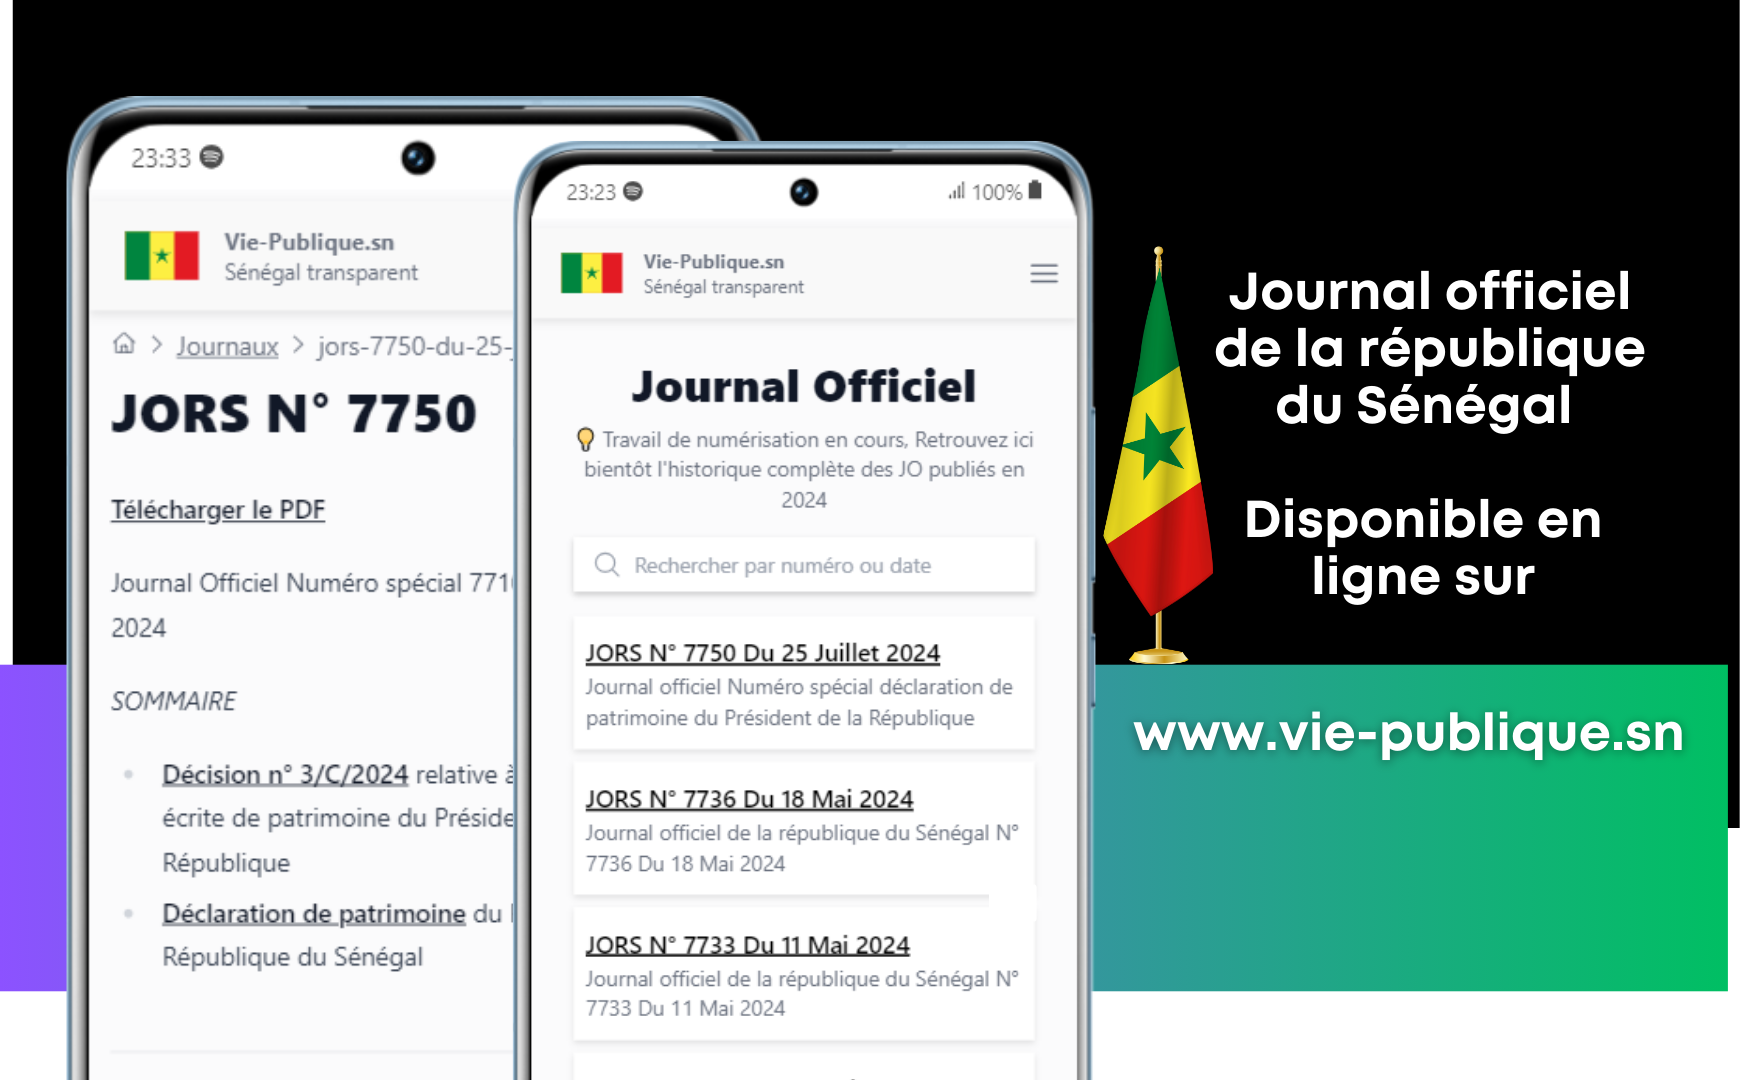 23:33
Vie-Publique.sn
Sénégal transparent
Journaux > jors-7750-du-25-
JORS N° 7750
Télécharger le PDF
Journal Officiel Numéro spécial
2024
SOMMAIRE
Décision n° 3/C/2024 relative
écrite de patrimoine du
République
Déclaration de patrimoine du
République du Sénégal
23:23
100%
Vie-Publique.sn
Sénégal transparent
Journal Officiel
Travail de numérisation en cours, Retrouvez ici
bientôt l'historique complète des JO publiés en
2024
Rechercher par numéro ou date
JORS N° 7750 Du 25 Juillet 2024
Journal officiel Numéro spécial déclaration de
patrimoine du Président de la République
JORS N° 7736 Du 18 Mai 2024
Journal officiel de la république du Sénégal N°
7736 Du 18 Mai 2024
JORS N° 7733 Du 11 Mai 2024
Journal officiel de la république du Sénégal N°
7733 Du 11 Mai 2024
Journal officiel
de la république
du Sénégal
Disponible en
ligne sur
www.vie-publique.sn